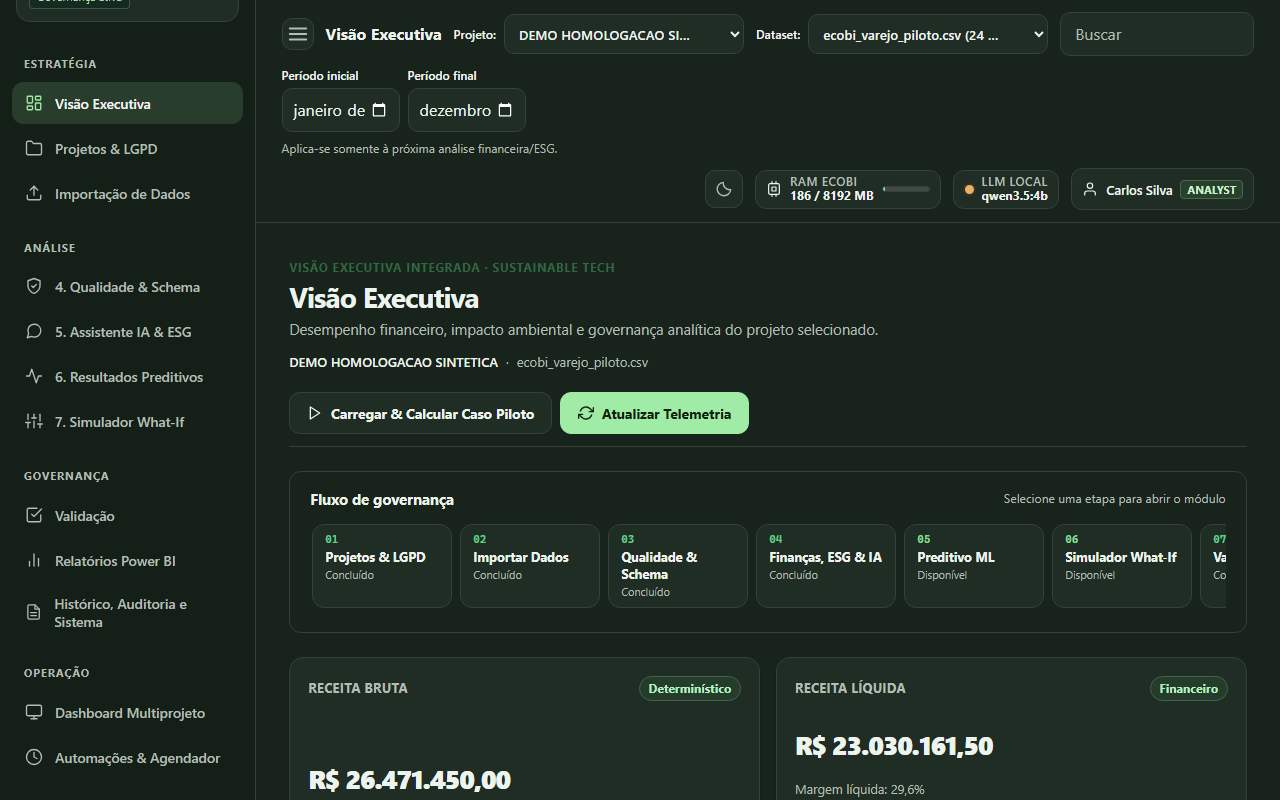 ESTRATÉGIA
Visão Executiva
Projetos & LGPD
Importação de Dados
ANÁLISE
4. Qualidade & Schema
5. Assistente IA & ESG
6. Resultados Preditivos
7. Simulador What-If
GOVERNANÇA
Validação
Relatórios Power BI
Histórico, Auditoria e
Sistema
OPERAÇÃO
Dashboard Multiprojeto
Automações & Agendador
Visão Executiva Projeto: DEMO HOMOLOGACAO SI... Dataset: ecobi_varejo_piloto.csv (24 ... Buscar
Período inicial Período final
janeiro de dezembro
Aplica-se somente à próxima análise financeira/ESG.
RAM ECOBI
186 / 8192 MB
LLM LOCAL
qwen3.5:4b
Carlos Silva ANALYST
VISÃO EXECUTIVA INTEGRADA · SUSTAINABLE TECH
Visão Executiva
Desempenho financeiro, impacto ambiental e governança analítica do projeto selecionado.
DEMO HOMOLOGACAO SINTETICA · ecobi_varejo_piloto.csv
Carregar & Calcular Caso Piloto
Atualizar Telemetria
Fluxo de governança
Selecione uma etapa para abrir o módulo
01
Projetos & LGPD
Concluído
02
Importar Dados
Concluído
03
Qualidade &
Schema
Concluído
04
Finanças, ESG & IA
Concluído
05
Preditivo ML
Disponível
06
Simulador What-If
Disponível
07
Va
Co
RECEITA BRUTA
Determinístico
R$ 26.471.450,00
RECEITA LÍQUIDA
Financeiro
R$ 23.030.161,50
Margem líquida: 29,6%